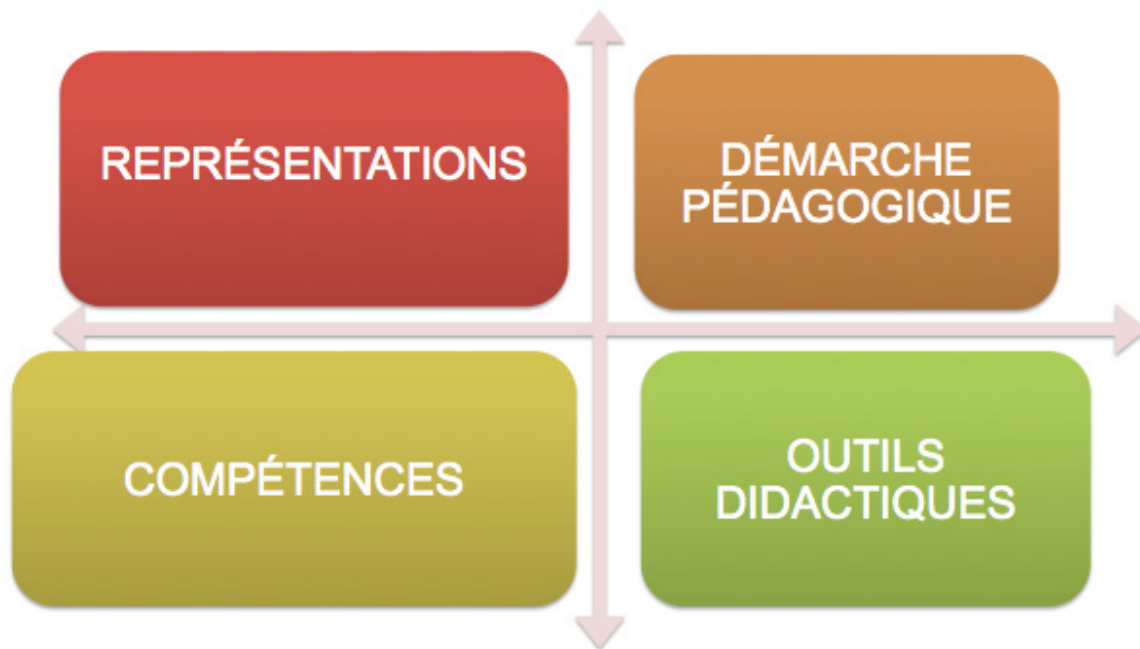 REPRÉSENTATIONS
DÉMARCHE
PÉDAGOGIQUE
COMPÉTENCES
OUTILS
DIDACTIQUES